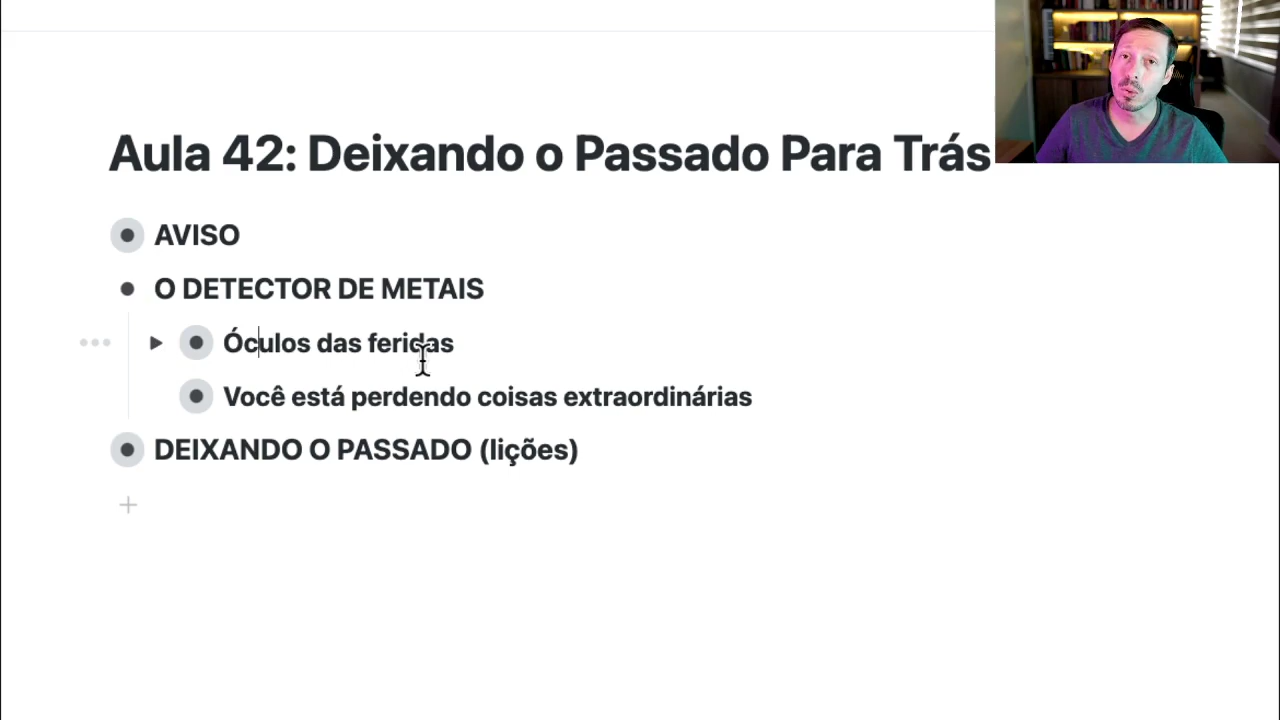 Aula 42: Deixando o Passado Para Trás
AVISO
O DETECTOR DE METAIS
Óculos das feridas
Você está perdendo coisas extraordinárias
DEIXANDO O PASSADO (lições)